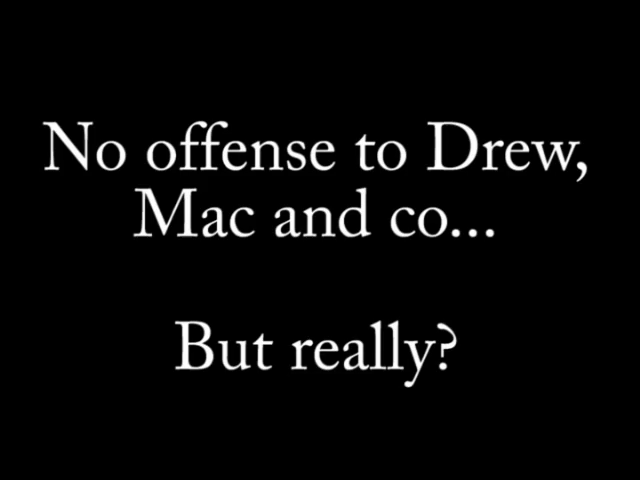 No offense to Drew,
Mac and co...
But really?